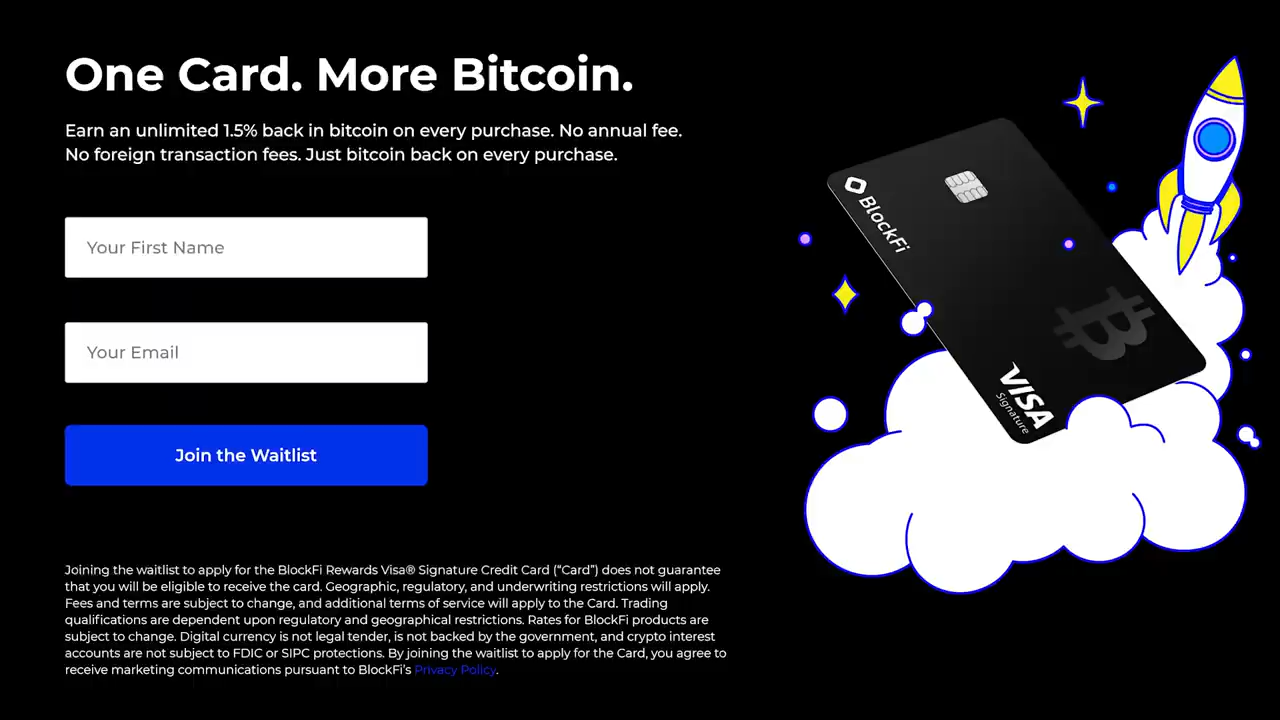 One Card. More Bitcoin.
Earn an unlimited 1.5% back in bitcoin on every purchase. No annual fee.
No foreign transaction fees. Just bitcoin back on every purchase.
Your First Name
Your Email
Join the Waitlist
Joining the waitlist to apply for the BlockFi Rewards Visa® Signature Credit Card (“Card”) does not guarantee
that you will be eligible to receive the card. Geographic, regulatory, and underwriting restrictions will apply.
Fees and terms are subject to change, and additional terms of service will apply to the Card. Trading
qualifications are dependent upon regulatory and geographical restrictions. Rates for BlockFi products are
subject to change. Digital currency is not legal tender, is not backed by the government, and crypto interest
accounts are not subject to FDIC or SIPC protections. By joining the waitlist to apply for the Card, you agree to
receive marketing communications pursuant to BlockFi’s Privacy Policy.
BlockFi
VISA
Signature